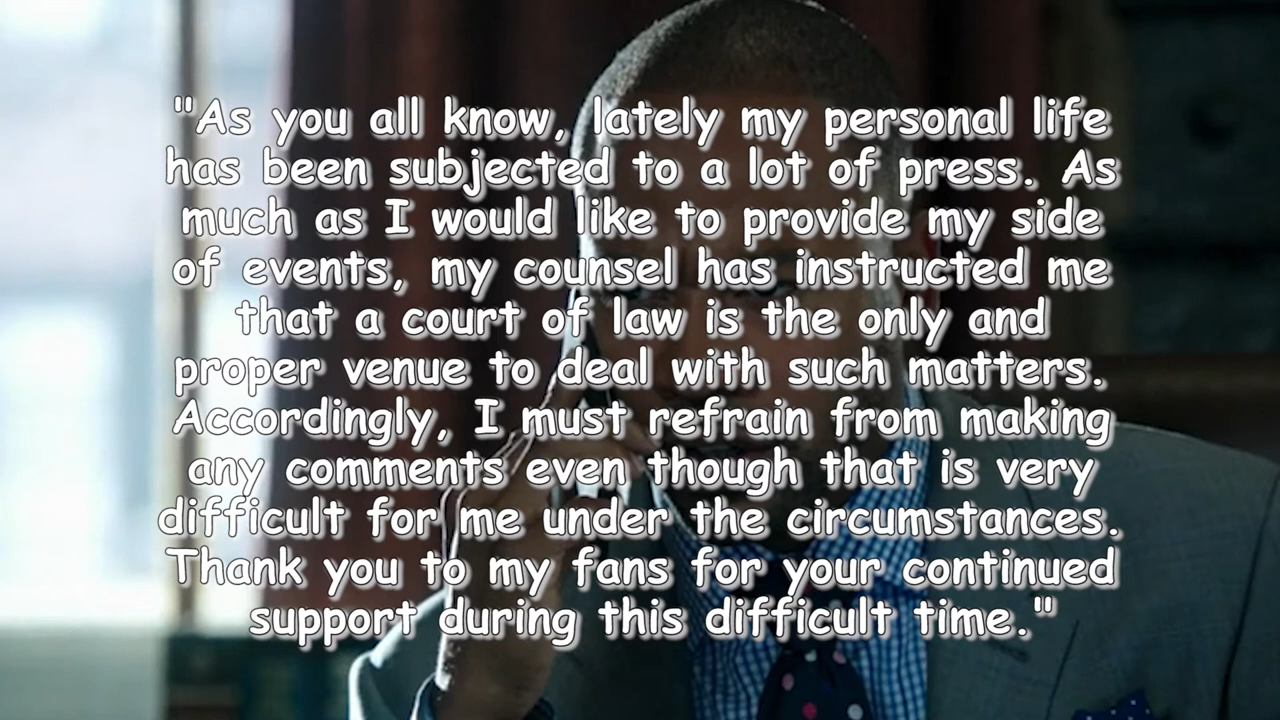 "As you all know, lately my personal life
has been subjected to a lot of press. As
much as I would like to provide my side
of events, my counsel has instructed me
that a court of law is the only and
proper venue to deal with such matters.
Accordingly, I must refrain from making
any comments even though that is very
difficult for me under the circumstances.
Thank you to my fans for your continued
support during this difficult time."